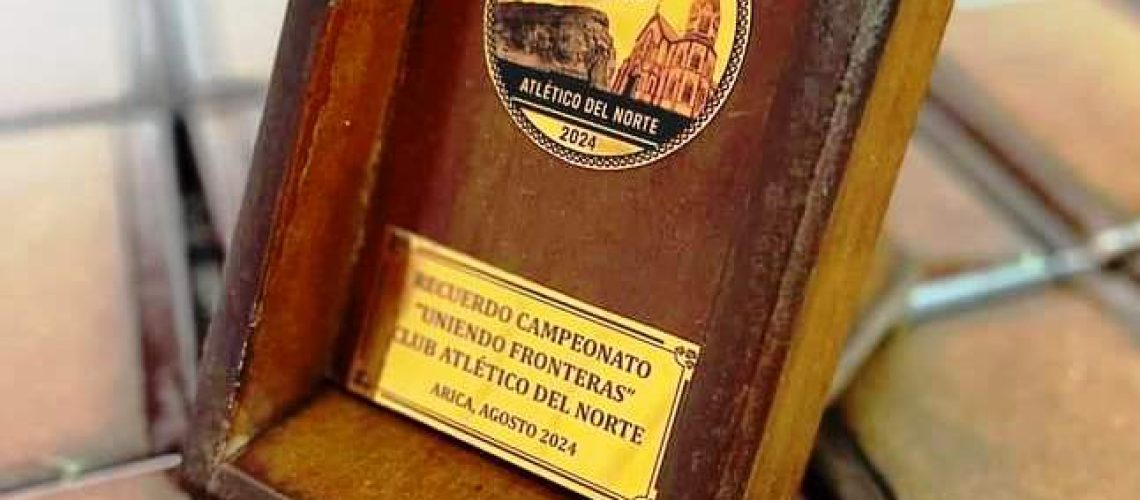 ATLÉTICO DEL NORTE
2024
RECUERDO CAMPEONATO
"UNIENDO FRONTERAS"
CLUB ATLÉTICO DEL NORTE
ARICA, AGOSTO 2024